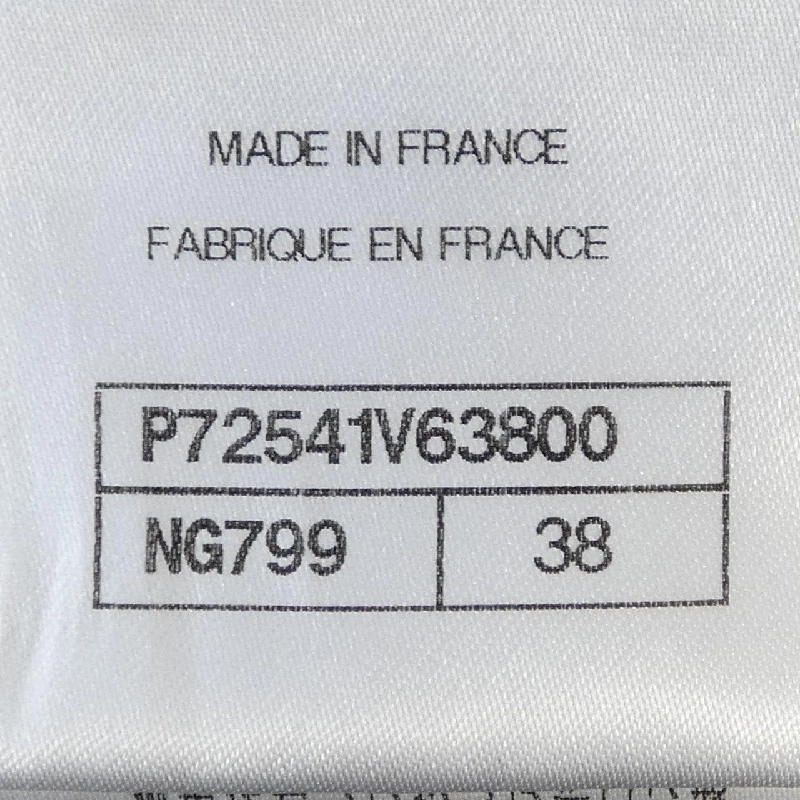 MADE IN FRANCE
FABRIQUE EN FRANCE
P72541V63800
NG799 38